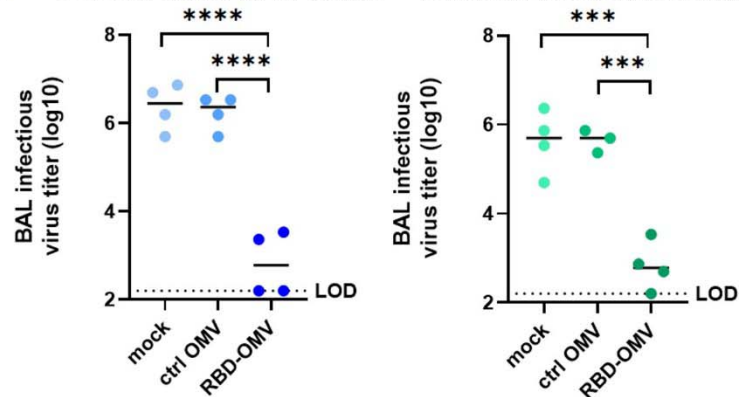 ****
****
8
6
4
2
BAL infectious
virus titer (log10)
LOD
mock
ctrl OMV
RBD-OMV
***
***
8
6
4
2
BAL infectious
virus titer (log10)
LOD
mock
ctrl OMV
RBD-OMV